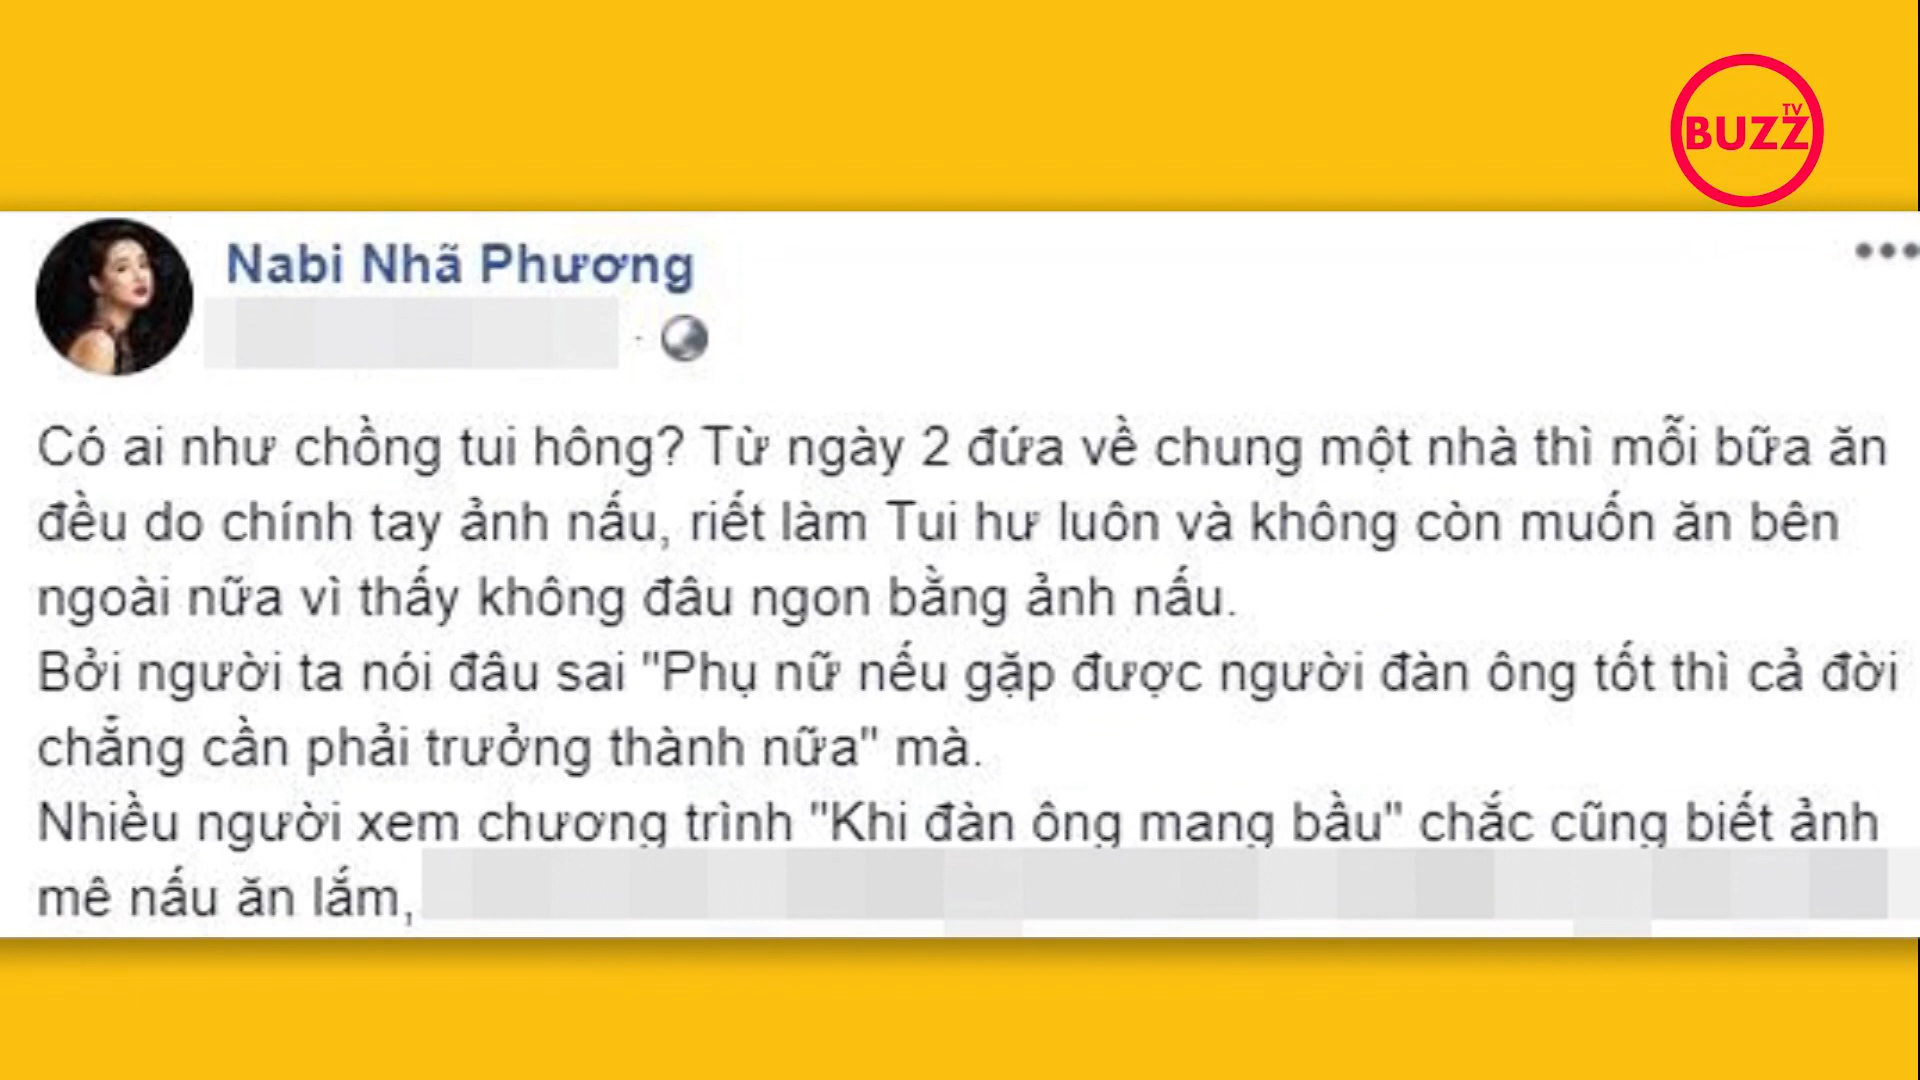 TV
BUZZ
Nabi Nhã Phương
Có ai như chồng tui hông? Từ ngày 2 đứa về chung một nhà thì mỗi bữa ăn
đều do chính tay ảnh nấu, riết làm Tui hư luôn và không còn muốn ăn bên
ngoài nữa vì thấy không đâu ngon bằng ảnh nấu.
Bởi người ta nói đâu sai "Phụ nữ nếu gặp được người đàn ông tốt thì cả đời
chẳng cần phải trưởng thành nữa" mà.
Nhiều người xem chương trình "Khi đàn ông mang bầu" chắc cũng biết ảnh
mê nấu ăn lắm,